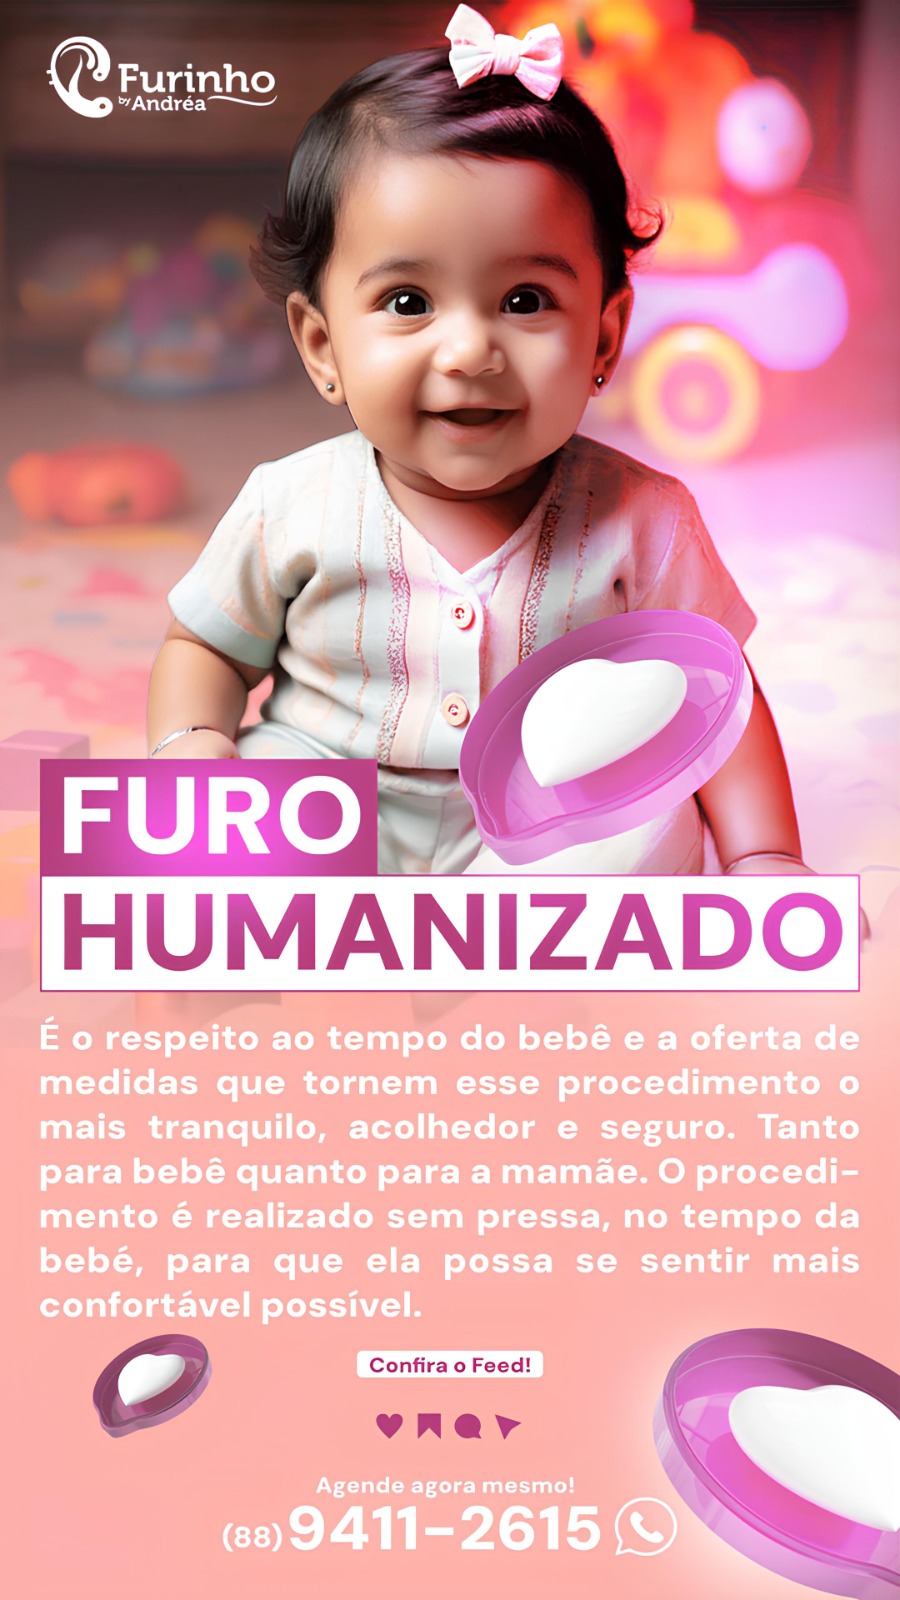 Furinho
by Andréa
FURO
HUMANIZADO
É o respeito ao tempo do bebê e a oferta de
medidas que tornem esse procedimento o
mais tranquilo, acolhedor e seguro. Tanto
para bebê quanto para a mamãe. O procedi-
mento é realizado sem pressa, no tempo da
bebé, para que ela possa se sentir mais
confortável possível.
Confira o Feed!
Agende agora mesmo!
(88) 9411-2615